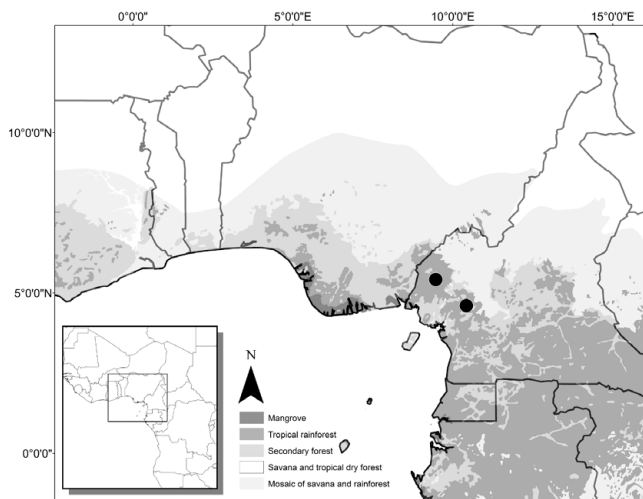 0°0'0"
5°0'0"E
10°0'0"E
15°0'0"E
10°0'0"N
5°0'0"N
0°0'0"
N
Mangrove
Tropical rainforest
Secondary forest
Savana and tropical dry forest
Mosaic of savana and rainforest